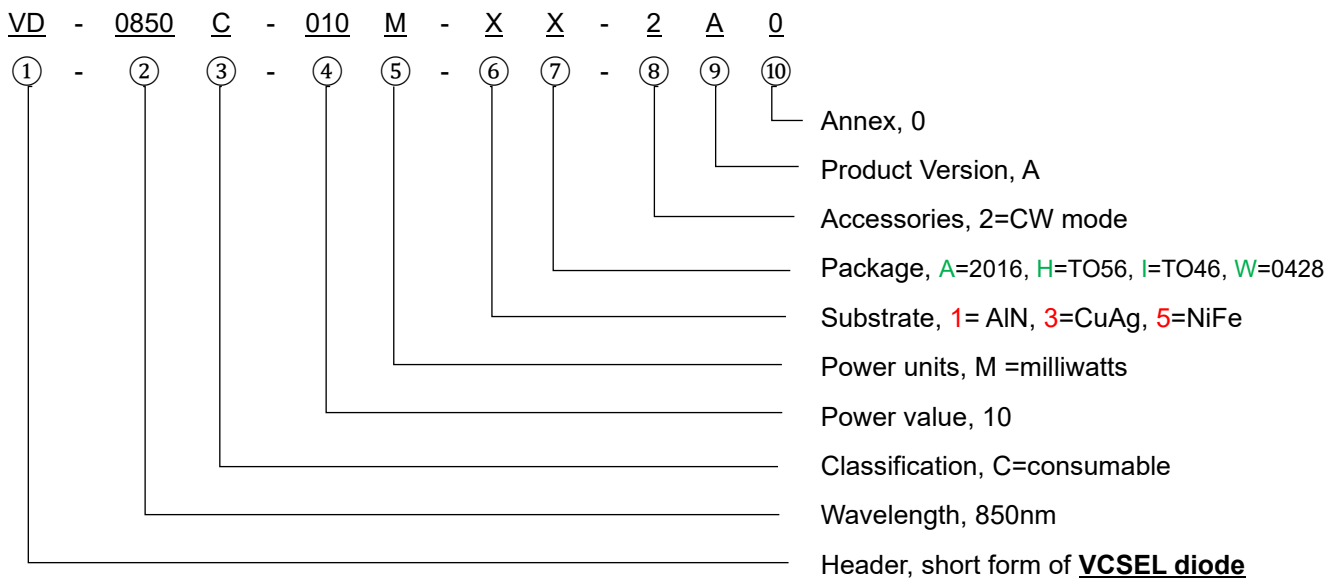 VD - 0850 C - 010 M - X X - 2 A 0
① - ② ③ - ④ ⑤ - ⑥ ⑦ - ⑧ ⑨ ⑩
Annex, 0
Product Version, A
Accessories, 2=CW mode
Package, A=2016, H=TO56, I=TO46, W=0428
Substrate, 1= AlN, 3=CuAg, 5=NiFe
Power units, M =milliwatts
Power value, 10
Classification, C=consumable
Wavelength, 850nm
Header, short form of VCSEL diode